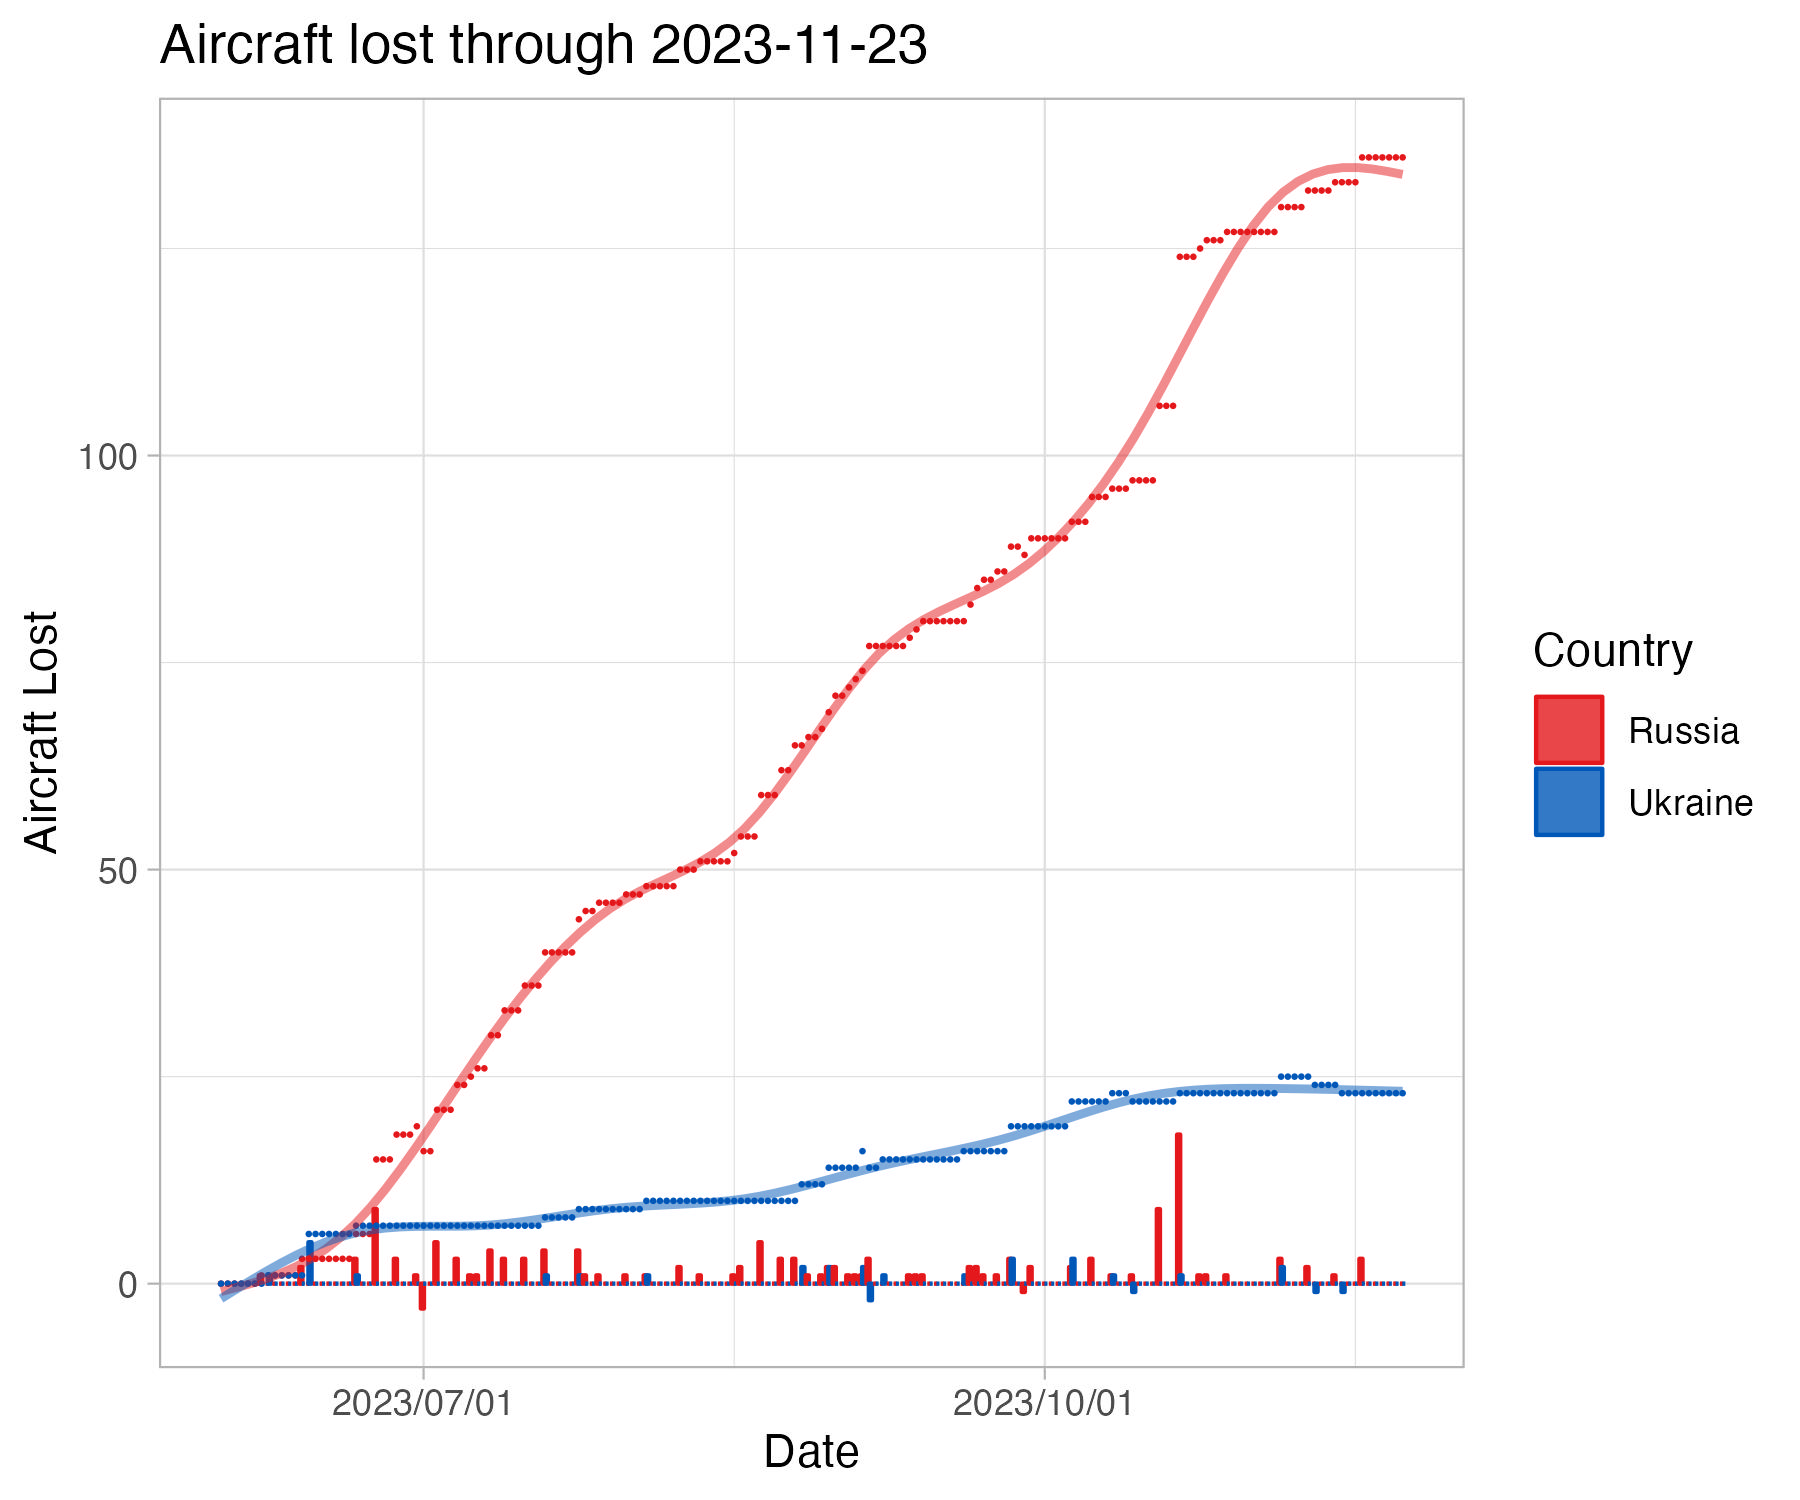 Aircraft lost through 2023-11-23
Aircraft Lost
100
50
0
2023/07/01
2023/10/01
Date
Country
Russia
Ukraine